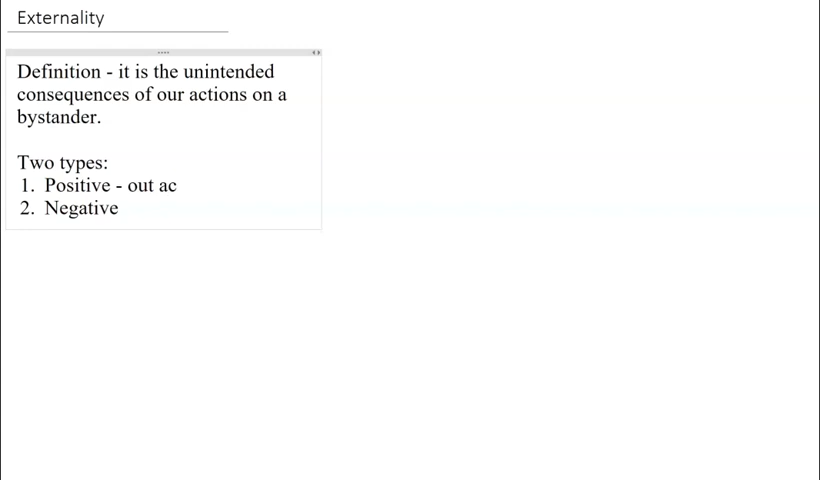 Externality
Definition - it is the unintended
consequences of our actions on a
bystander.
Two types:
1. Positive - out ac
2. Negative